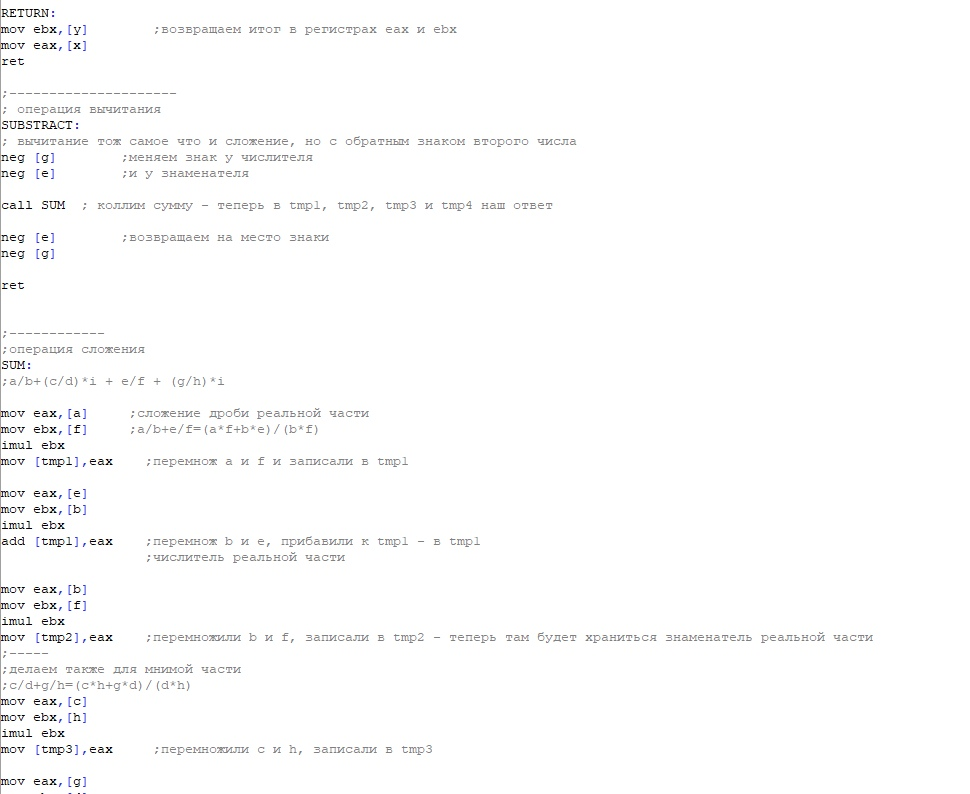 RETURN:
mov ebx,[y] ;возвращаем итог в регистрах eax и ebx
mov eax,[x]
ret
;---------------------
; операция вычитания
SUBSTRACT:
; вычитание тож самое что и сложение, но с обратным знаком второго числа
neg [g] ;меняем знак у числителя
neg [e] ;и у знаменателя
call SUM ; коллим сумму - теперь в tmp1, tmp2, tmp3 и tmp4 наш ответ
neg [e] ;возвращаем на место знаки
neg [g]
ret
;------------
;операция сложения
SUM:
;a/b+(c/d)*i + e/f + (g/h)*i
mov eax,[a] ;сложение дроби реальной части
mov ebx,[f] ;a/b+e/f=(a*f+b*e)/(b*f)
imul ebx
mov [tmp1],eax ;перемнож a и f и записали в tmp1
mov eax,[e]
mov ebx,[b]
imul ebx
add [tmp1],eax ;перемнож b и e, прибавили к tmp1 - в tmp1
;числитель реальной части
mov eax,[b]
mov ebx,[f]
imul ebx
mov [tmp2],eax ;перемножили b и f, записали в tmp2 - теперь там будет храниться знаменатель реальной части
;-----
;делаем также для мнимой части
;c/d+g/h=(c*h+g*d)/(d*h)
mov eax,[c]
mov ebx,[h]
imul ebx
mov [tmp3],eax ;перемножили c и h, записали в tmp3
mov eax,[g]